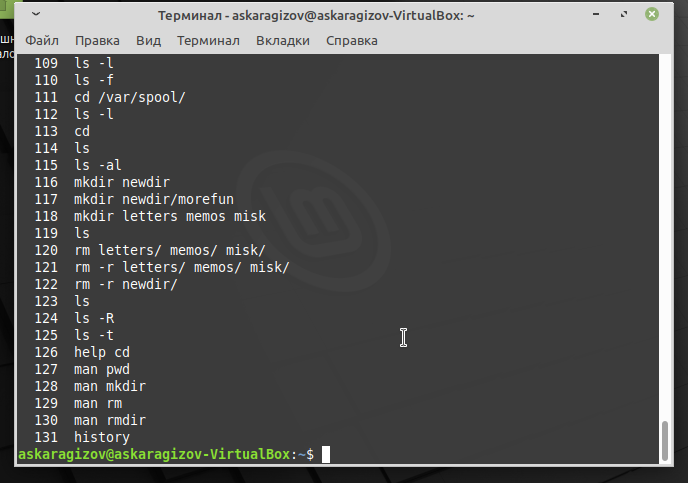 Терминал - askaragizov@askaragizov-VirtualBox: ~
Файл Правка Вид Терминал Вкладки Справка
109 ls -l
110 ls -f
111 cd /var/spool/
112 ls -l
113 cd
114 ls
115 ls -al
116 mkdir newdir
117 mkdir newdir/morefun
118 mkdir letters memos misk
119 ls
120 rm letters/ memos/ misk/
121 rm -r letters/ memos/ misk/
122 rm -r newdir/
123 ls
124 ls -R
125 ls -t
126 help cd
127 man pwd
128 man mkdir
129 man rm
130 man rmdir
131 history
askaragizov@askaragizov-VirtualBox:~$